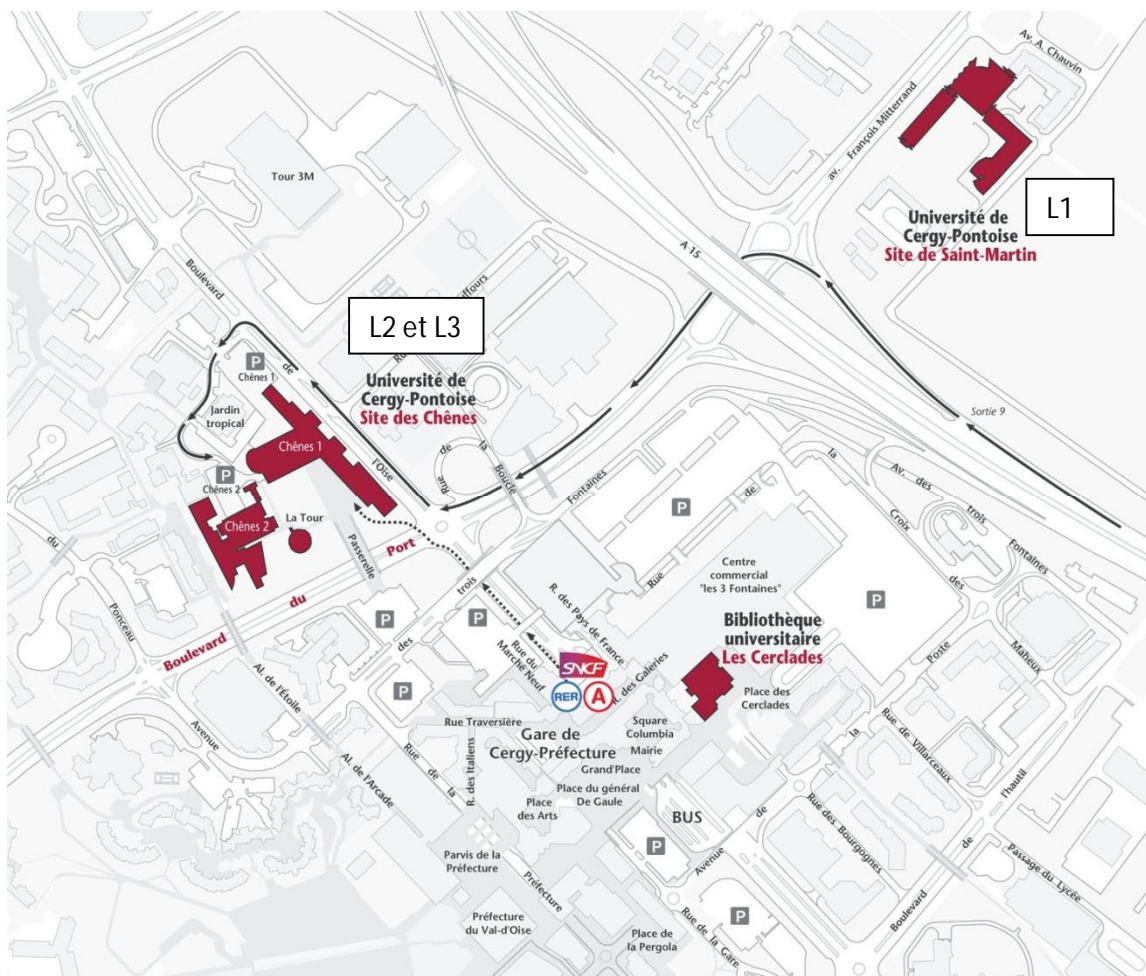 Av. A. Chauvin
av. François Mitterrand
Tour 3M
L1
Université de
Cergy-Pontoise
Site de Saint-Martin
A 15
Boulevard
de
l'Oise
L2 et L3
Université de
Cergy-Pontoise
Site des Chênes
P
Chênes 1
Jardin
tropical
Chênes 1
P
Chênes 2
Chênes 2
La Tour
Passerelle
Rue
de
la
Boucle
Sortie 9
Av. des
trois
Fontaines
la
Croix
des
Maheux
P
Rue
de
Centre
commercial
"les 3 Fontaines"
P
des
trois
Fontaines
Boulevard
du
Port
du
Ponceau
P
P
R. des Pays de France
Rue du
Marché Neuf
SNCF
RER
A
R. des Galeries
Bibliothèque
universitaire
Les Cerclades
Place des
Cerclades
Poste
la
de
Avenue
Rue de Villarceaux
Al. de l'Étoile
Avenue
P
Rue Traversière
Gare de
Cergy-Préfecture
Square
Columbia
Mairie
Grand'Place
Place du général
De Gaule
R. des Italiens
Place
des Arts
BUS
P
Al. de l'Arcade
Rue
de
la
Préfecture
Parvis de la
Préfecture
Préfecture
du Val-d'Oise
Place de
la Pergola
P
Rue de la Gare
Rue des Bourgognes
Boulevard
de
l'hautil
Passage du Lycée